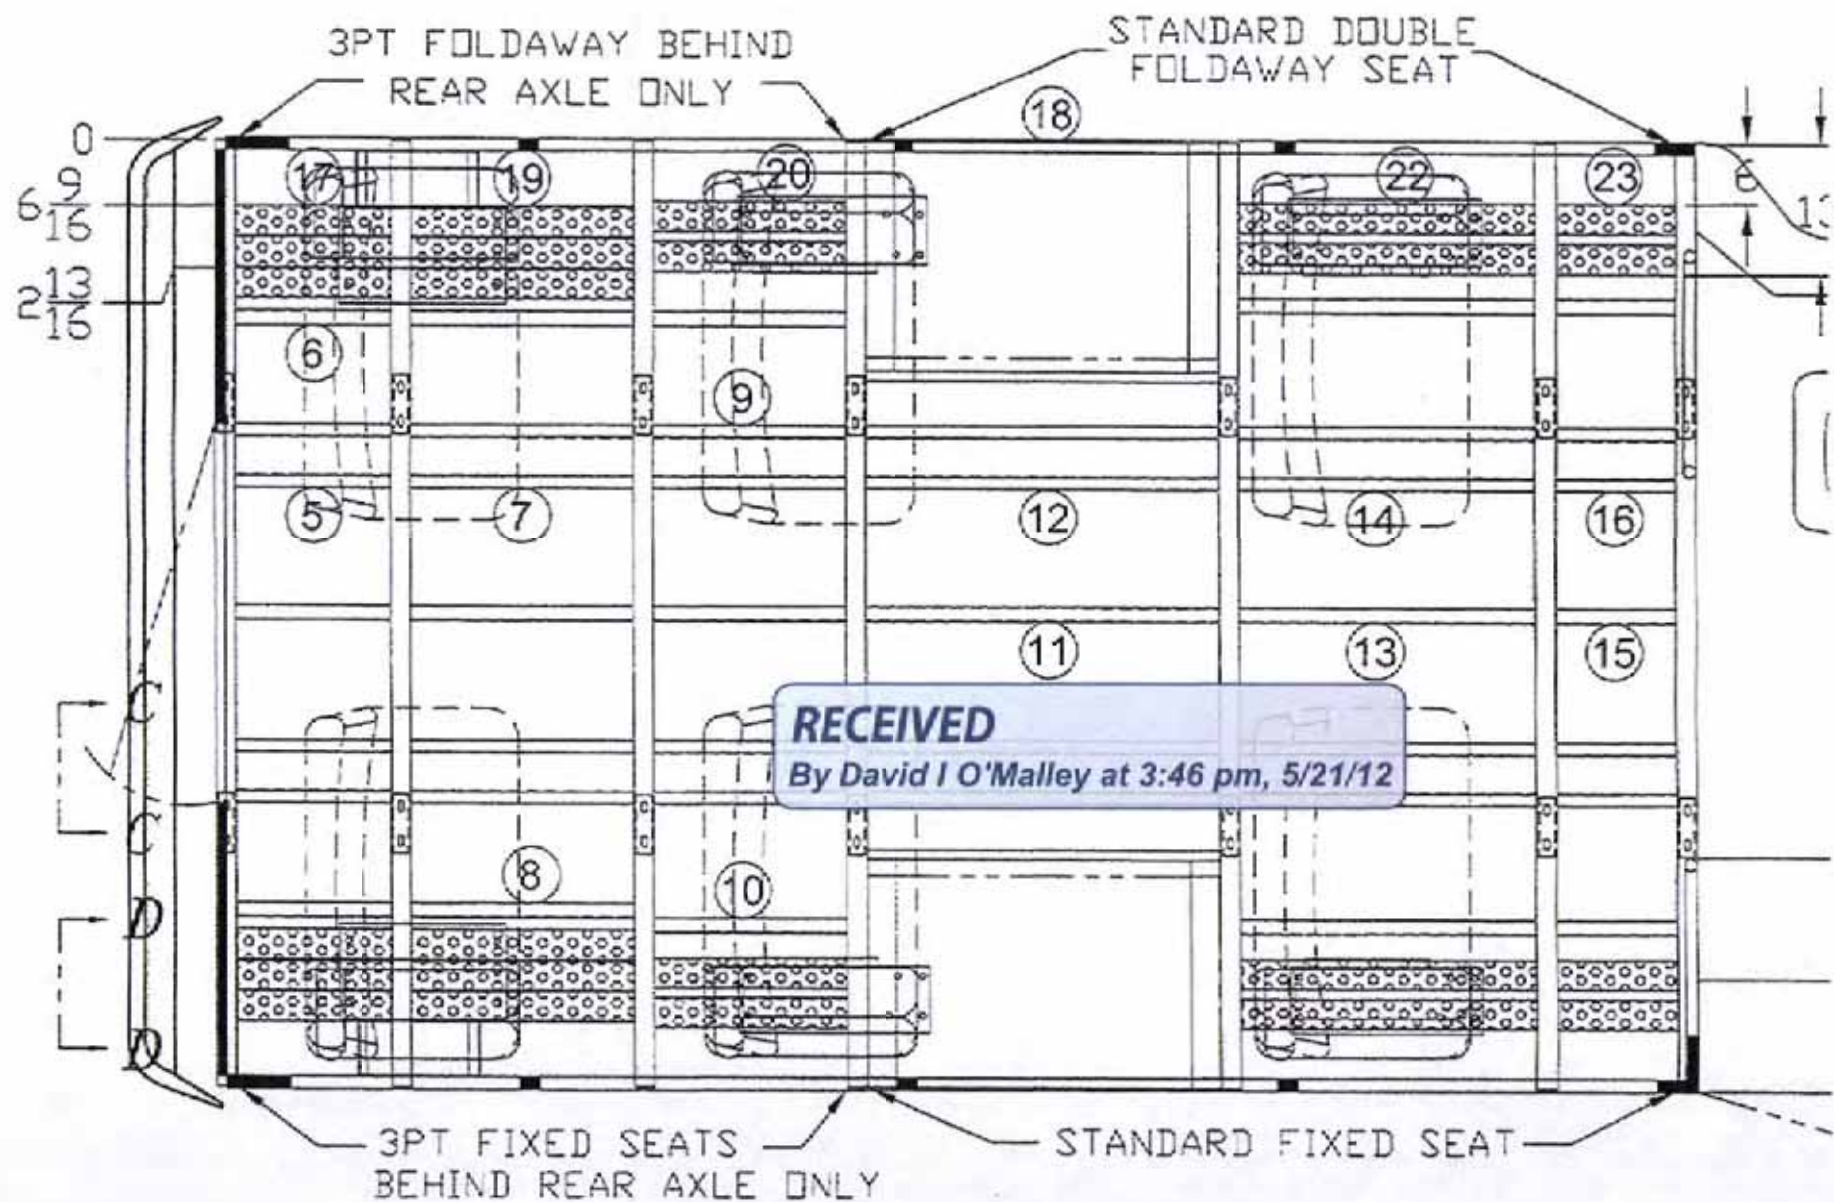 3PT FOLDAWAY BEHIND
REAR AXLE ONLY
STANDARD DOUBLE
FOLDAWAY SEAT
18
0
17
19
20
22
23
6 9
16
6
2 13
16
6
9
5
7
12
14
16
11
13
15
C
RECEIVED
By David I O'Malley at 3:46 pm, 5/21/12
C
8
10
D
D
3PT FIXED SEATS
BEHIND REAR AXLE ONLY
STANDARD FIXED SEAT